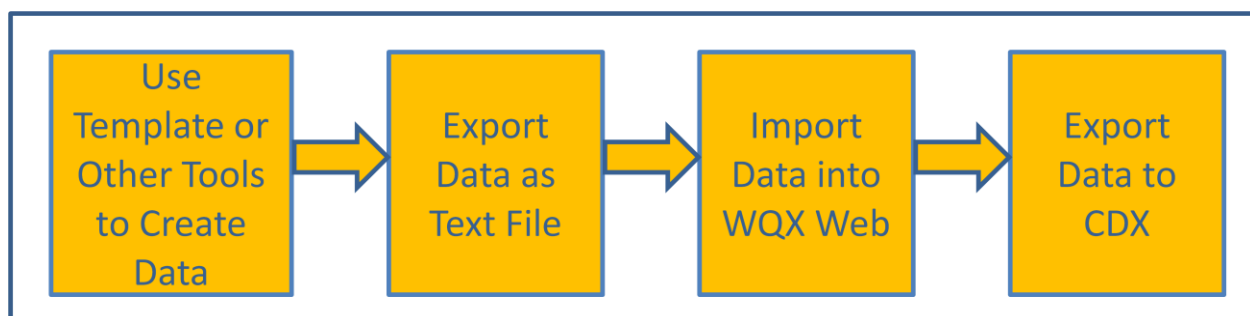 Use
Template or
Other Tools
to Create
Data
Export
Data as
Text File
Import
Data into
WQX Web
Export
Data to
CDX